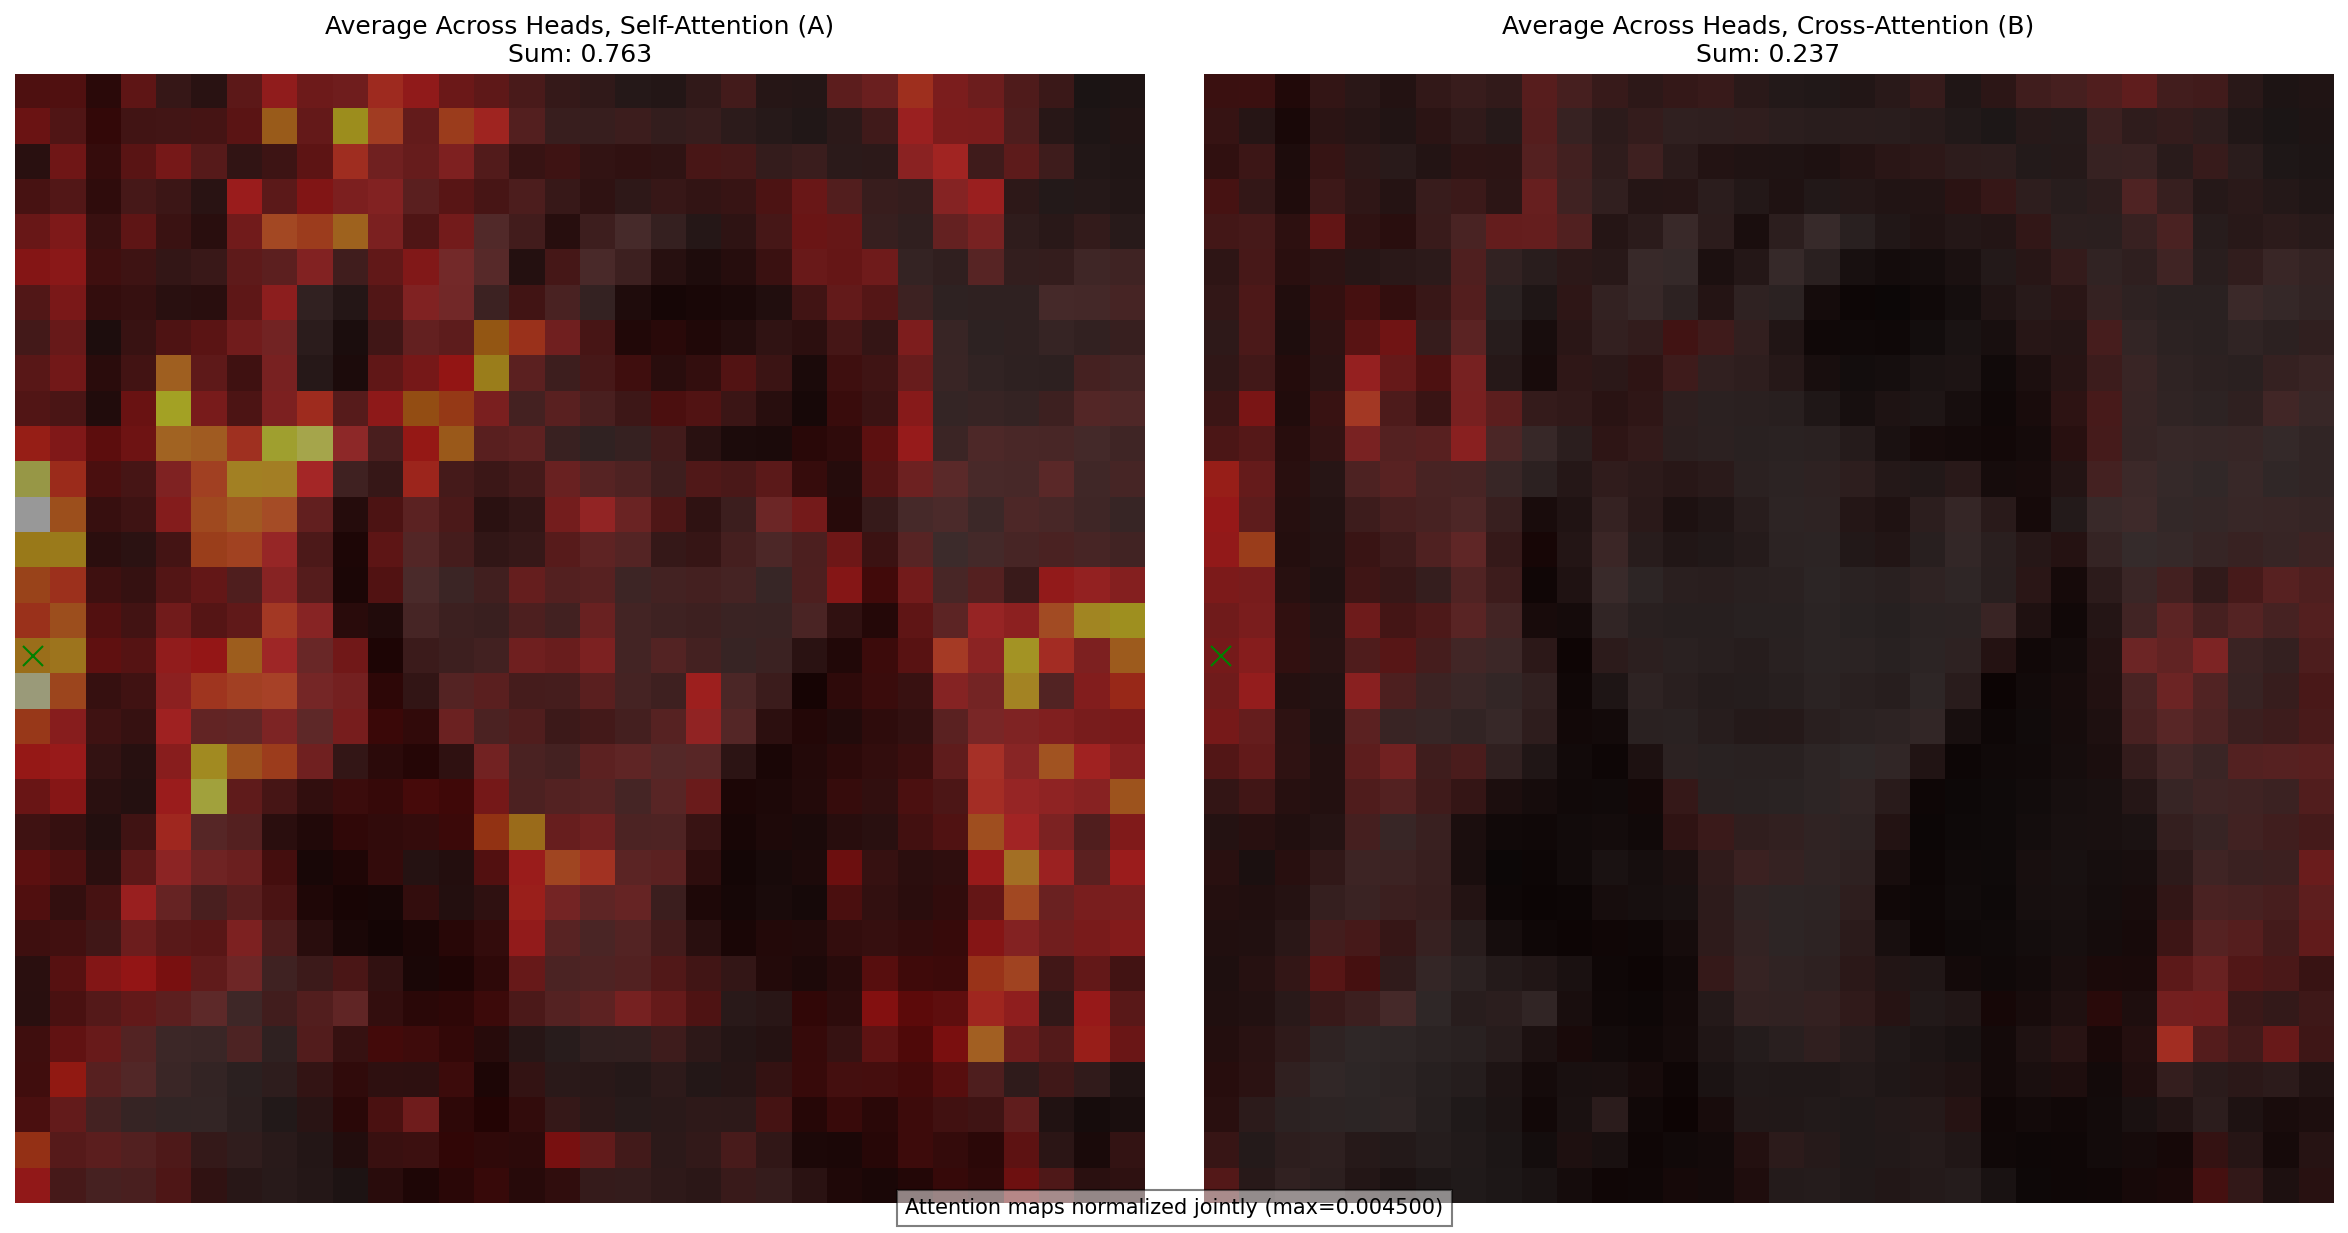 Average Across Heads, Self-Attention (A)
Sum: 0.763
Average Across Heads, Cross-Attention (B)
Sum: 0.237
Attention maps normalized jointly (max=0.004500)